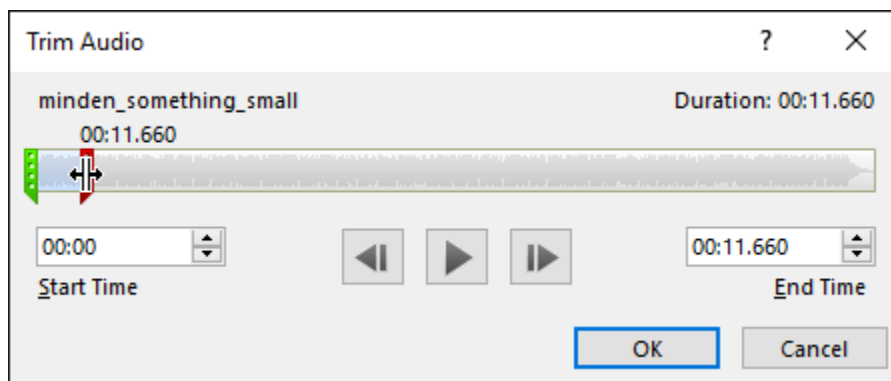 Trim Audio
?
minden_something_small
Duration: 00:11.660
00:11.660
00:00
00:11.660
Start Time
End Time
OK
Cancel